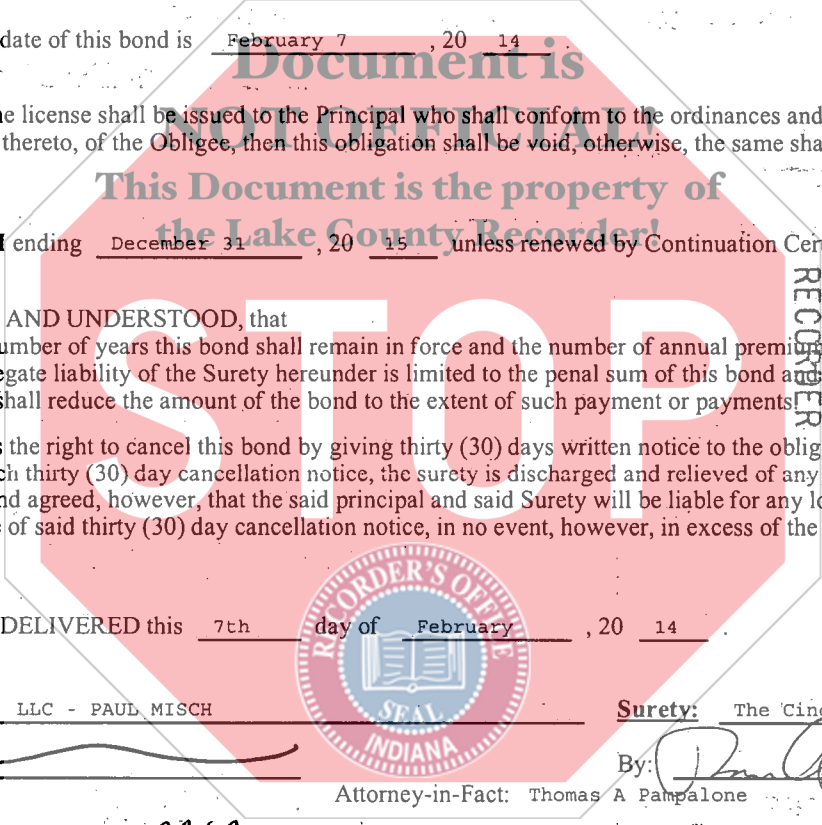 date of this bond is February 7 , 20 14 .
Document is
e license shall be issued to the Principal who shall conform to the ordinances and
NOT OFFICIAL!
thereto, of the Obligee, then this obligation shall be void, otherwise, the same sha
This Document is the property of
the Lake County Recorder!
ending December 31 , 20 15 unless renewed by Continuation Cer
RECORDER
AND UNDERSTOOD, that
umber of years this bond shall remain in force and the number of annual premium
egate liability of the Surety hereunder is limited to the penal sum of this bond and
shall reduce the amount of the bond to the extent of such payment or payments.
STOP
s the right to cancel this bond by giving thirty (30) days written notice to the oblig
ch thirty (30) day cancellation notice, the surety is discharged and relieved of any
nd agreed, however, that the said principal and said Surety will be liable for any lo
e of said thirty (30) day cancellation notice, in no event, however, in excess of the
RECORDER'S OFFICE
DELIVERED this 7th day of February , 20 14 .
SEAL
INDIANA
LLC - PAUL MISCH Surety: The Cinc
By:
Attorney-in-Fact: Thomas A Pampalone